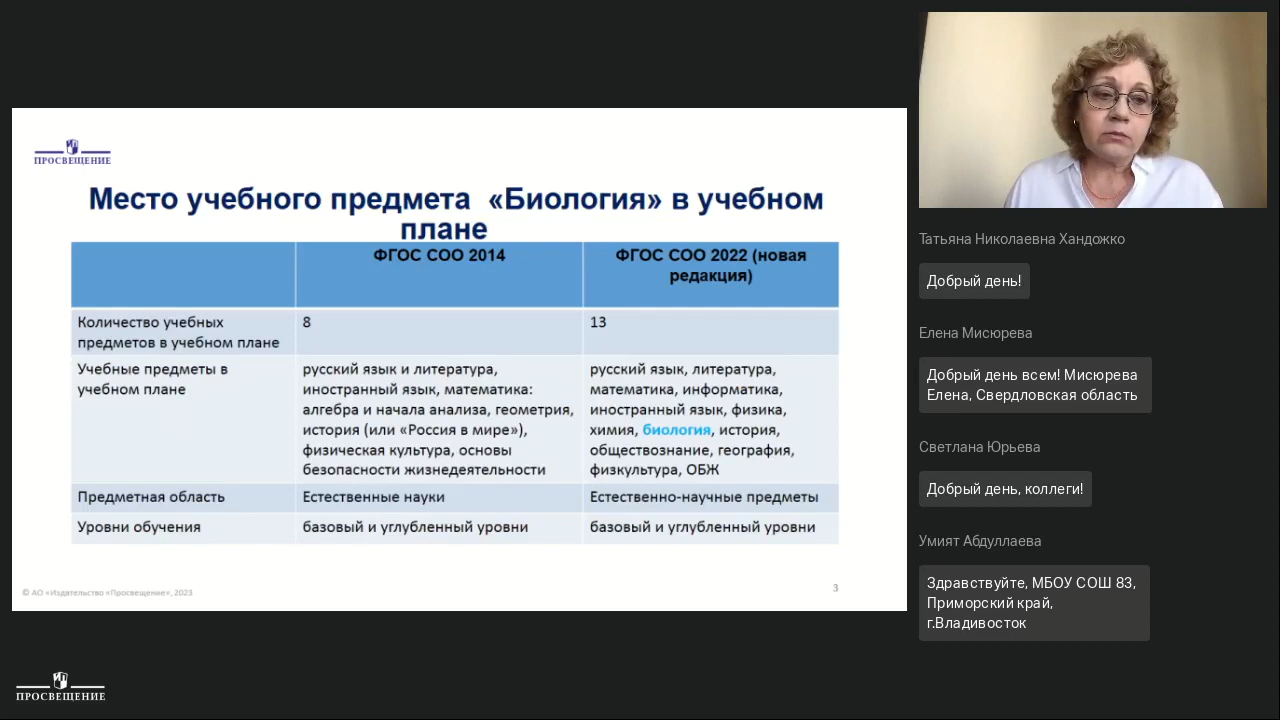 ПРОСВЕЩЕНИЕ
Место учебного предмета «Биология» в учебном
плане
ФГОС СОО 2014
ФГОС СОО 2022 (новая
редакция)
Количество учебных
предметов в учебном плане
8
13
Учебные предметы в
учебном плане
русский язык и литература,
иностранный язык, математика:
алгебра и начала анализа, геометрия,
история (или «Россия в мире»),
физическая культура, основы
безопасности жизнедеятельности
русский язык, литература,
математика, информатика,
иностранный язык, физика,
химия, биология, история,
обществознание, география,
физкультура, ОБЖ
Предметная область
Естественные науки
Естественно-научные предметы
Уровни обучения
базовый и углубленный уровни
базовый и углубленный уровни
© АО «Издательство «Просвещение», 2023
3
ПРОСВЕЩЕНИЕ
Татьяна Николаевна Хандожко
Добрый день!
Елена Мисюрева
Добрый день всем! Мисюрева
Елена, Свердловская область
Светлана Юрьева
Добрый день, коллеги!
Умият Абдуллаева
Здравствуйте, МБОУ СОШ 83,
Приморский край,
г.Владивосток